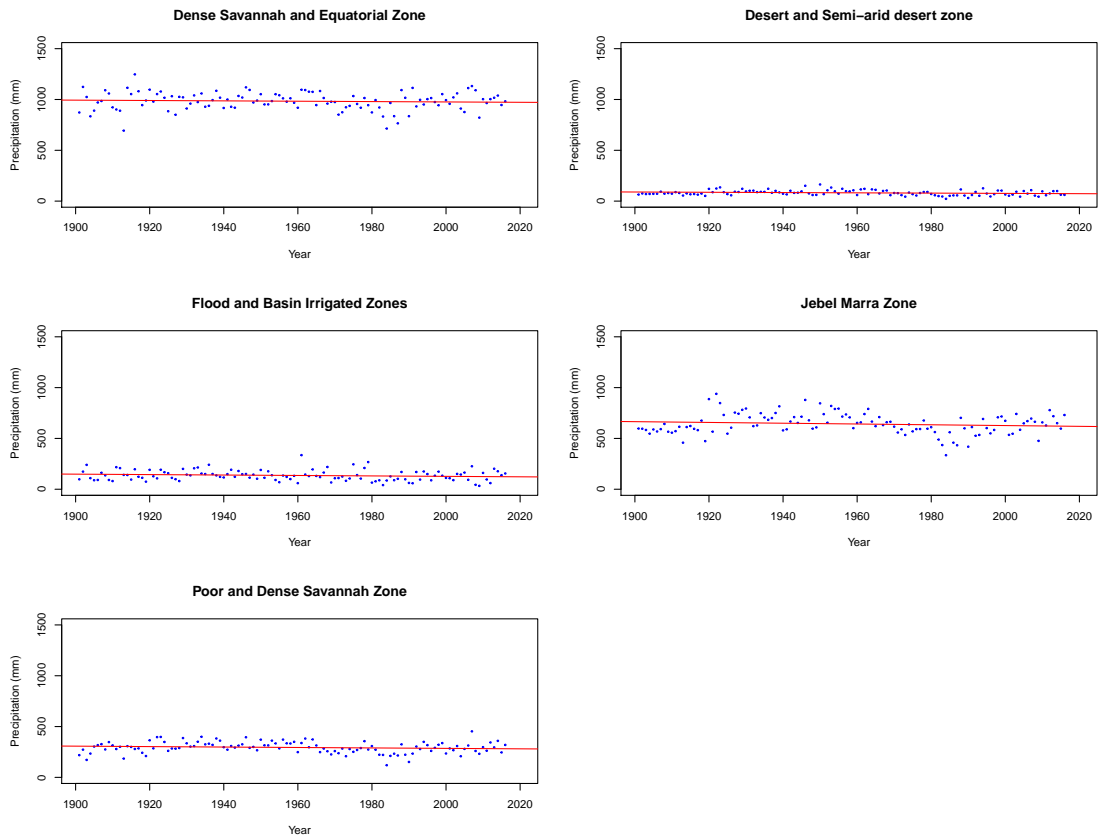 Dense Savannah and Equatorial Zone
Precipitation (mm)
1500
1000
500
0
1900 1920 1940 1960 1980 2000 2020
Year
Desert and Semi−arid desert zone
Precipitation (mm)
1500
1000
500
0
1900 1920 1940 1960 1980 2000 2020
Year
Flood and Basin Irrigated Zones
Precipitation (mm)
1500
1000
500
0
1900 1920 1940 1960 1980 2000 2020
Year
Jebel Marra Zone
Precipitation (mm)
1500
1000
500
0
1900 1920 1940 1960 1980 2000 2020
Year
Poor and Dense Savannah Zone
Precipitation (mm)
1500
1000
500
0
1900 1920 1940 1960 1980 2000 2020
Year